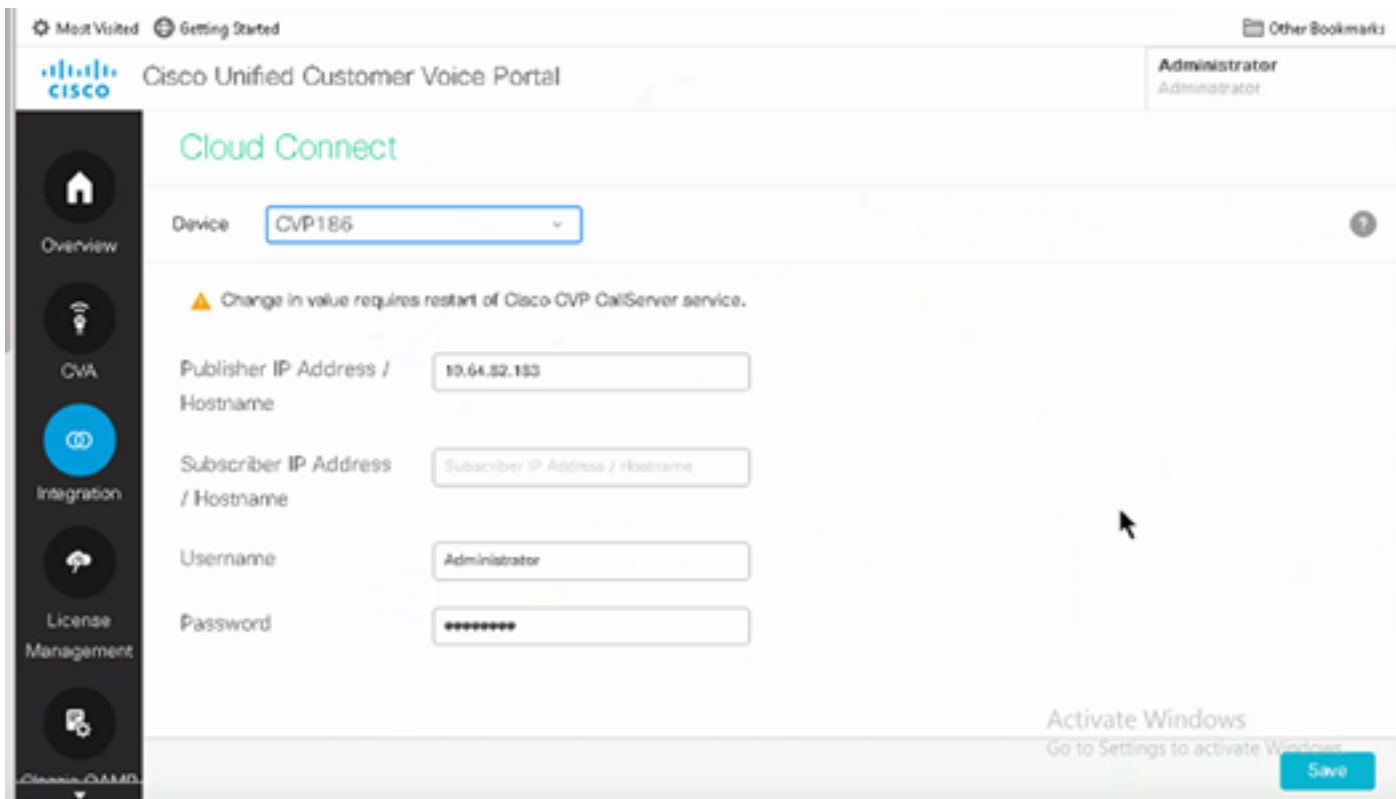 Most Visited Getting Started Other Bookmarks
CISCO Cisco Unified Customer Voice Portal
Administrator
Administrator
Cloud Connect
Device CVP186
Overview
Change in value requires restart of Cisco CVP CallServer service.
CVA
Publisher IP Address /
Hostname
10.64.82.183
Integration
Subscriber IP Address
/ Hostname
Subscriber IP Address / Hostname
Username Administrator
License
Management
Password
Classic OAMP
Activate Windows
Go to Settings to activate Windows.
Save